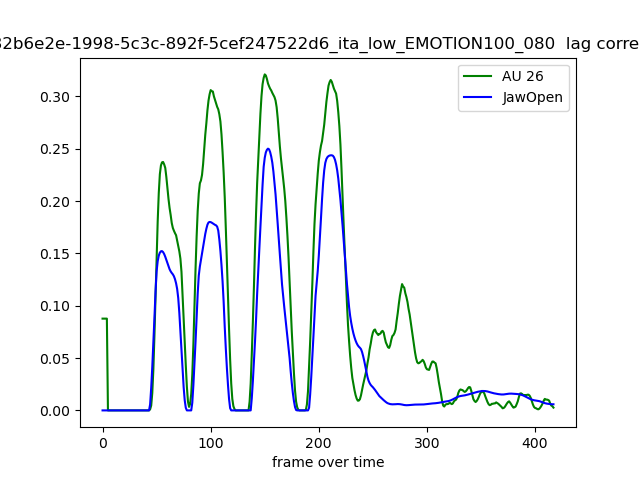 32b6e2e-1998-5c3c-892f-5cef247522d6_ita_low_EMOTION100_080 lag corre
AU 26
JawOpen
0.30
0.25
0.20
0.15
0.10
0.05
0.00
0 100 200 300 400
frame over time